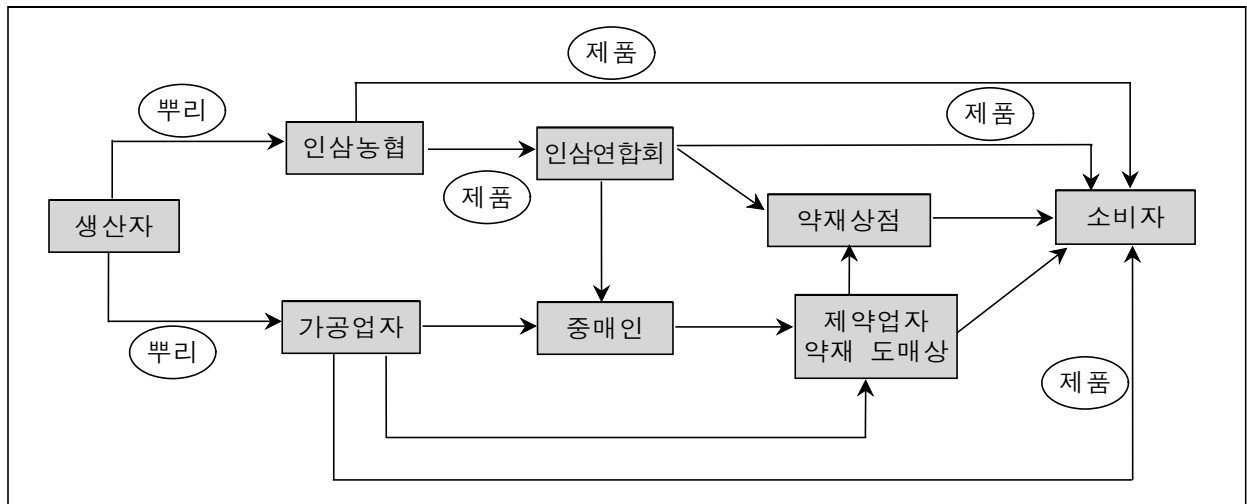 제품
뿌리
제품
인삼농협
인삼연합회
제품
생산자
약재상점
소비자
가공업자
중매인
제약업자
약재 도매상
뿌리
제품